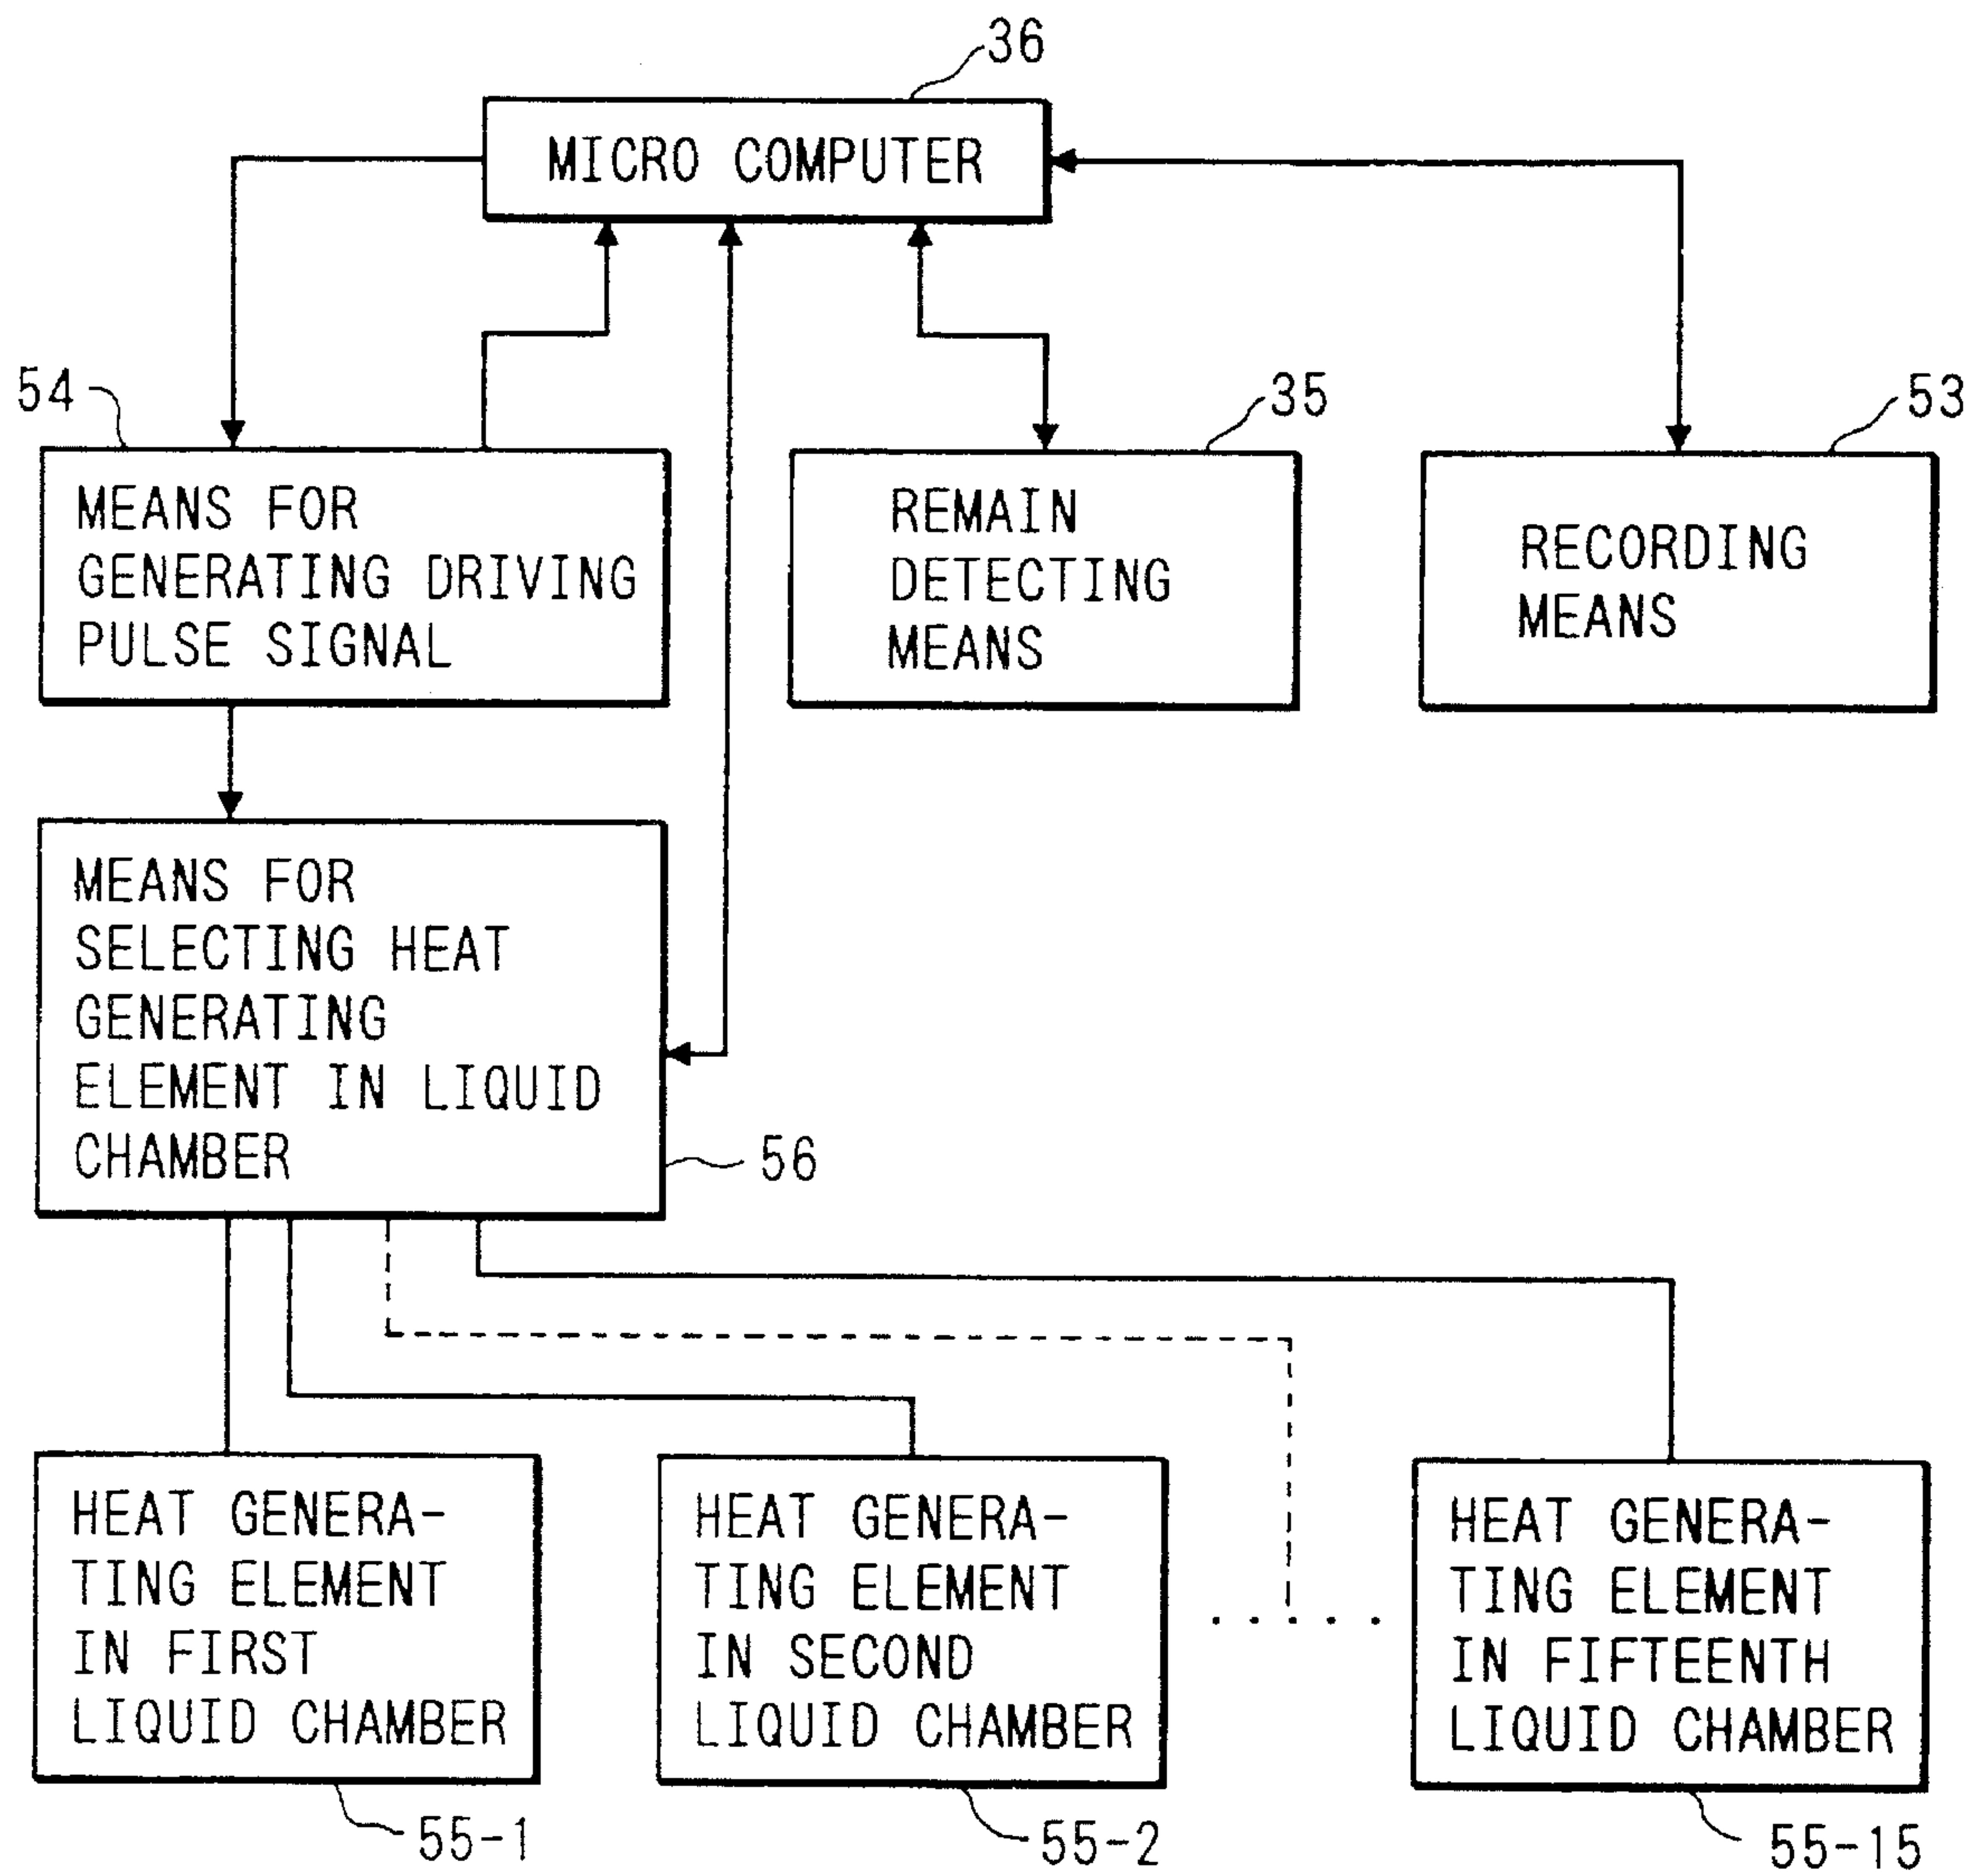 36
MICRO COMPUTER
54
MEANS FOR
GENERATING DRIVING
PULSE SIGNAL
35
REMAIN
DETECTING
MEANS
53
RECORDING
MEANS
MEANS FOR
SELECTING HEAT
GENERATING
ELEMENT IN LIQUID
CHAMBER
56
HEAT GENERA-
TING ELEMENT
IN FIRST
LIQUID CHAMBER
55-1
HEAT GENERA-
TING ELEMENT
IN SECOND
LIQUID CHAMBER
55-2
.....
HEAT GENERA-
TING ELEMENT
IN FIFTEENTH
LIQUID CHAMBER
55-15